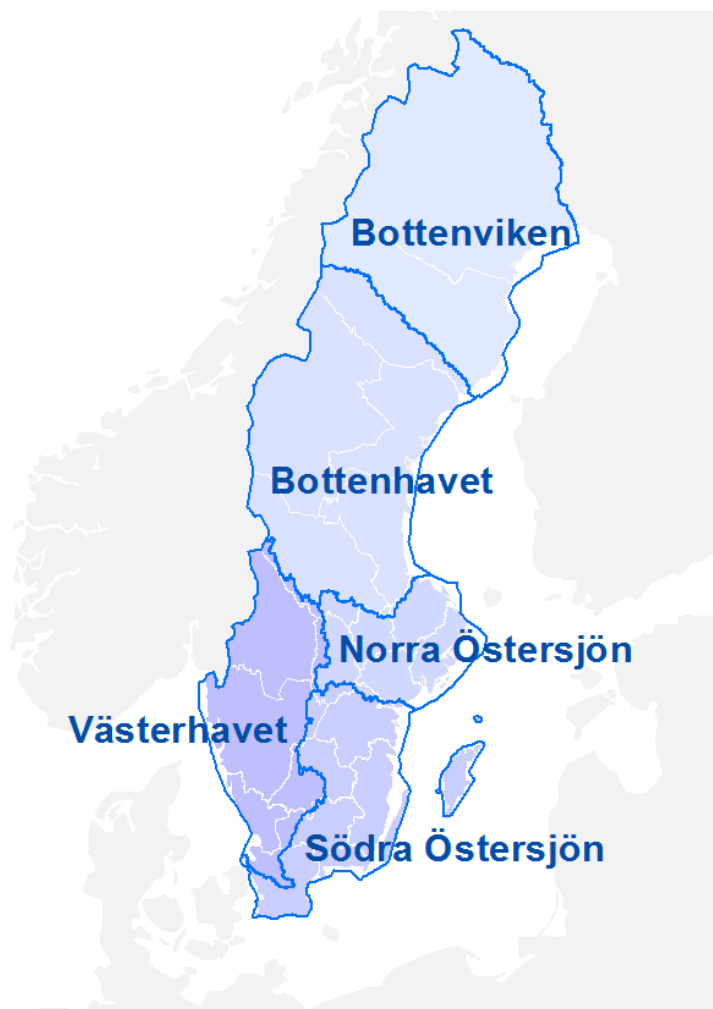 Bottenviken
Bottenhavet
Norra Östersjön
Västerhavet
Södra Östersjön